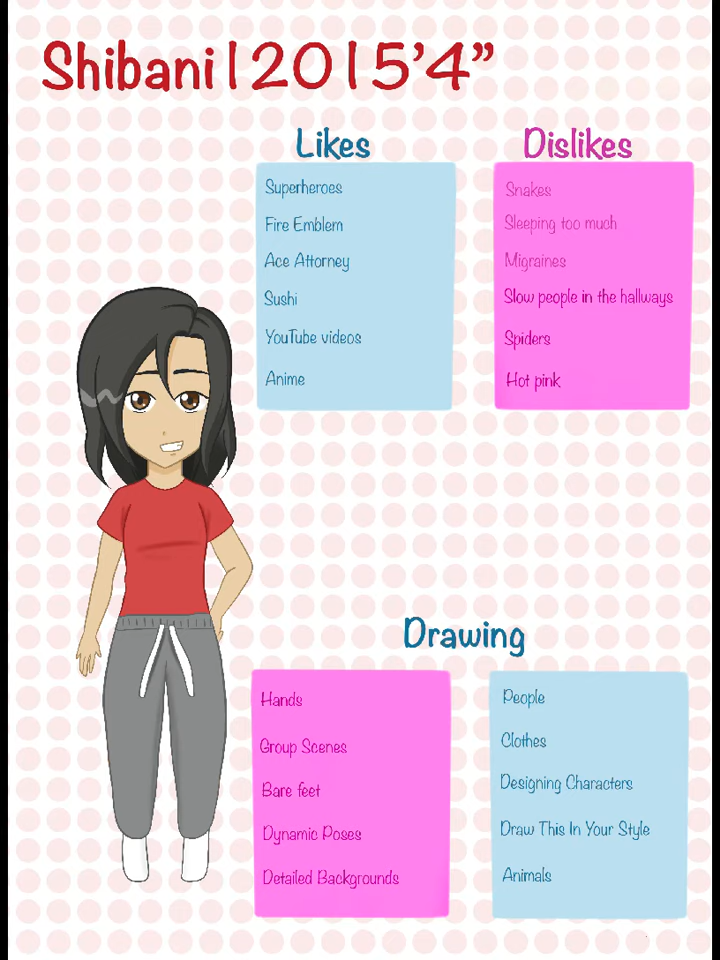 Shibani|20|5'4”
Likes
Superheroes
Fire Emblem
Ace Attorney
Sushi
YouTube videos
Anime
Dislikes
Snakes
Sleeping too much
Migraines
Slow people in the hallways
Spiders
Hot pink
Drawing
Hands
Group Scenes
Bare feet
Dynamic Poses
Detailed Backgrounds
People
Clothes
Designing Characters
Draw This In Your Style
Animals